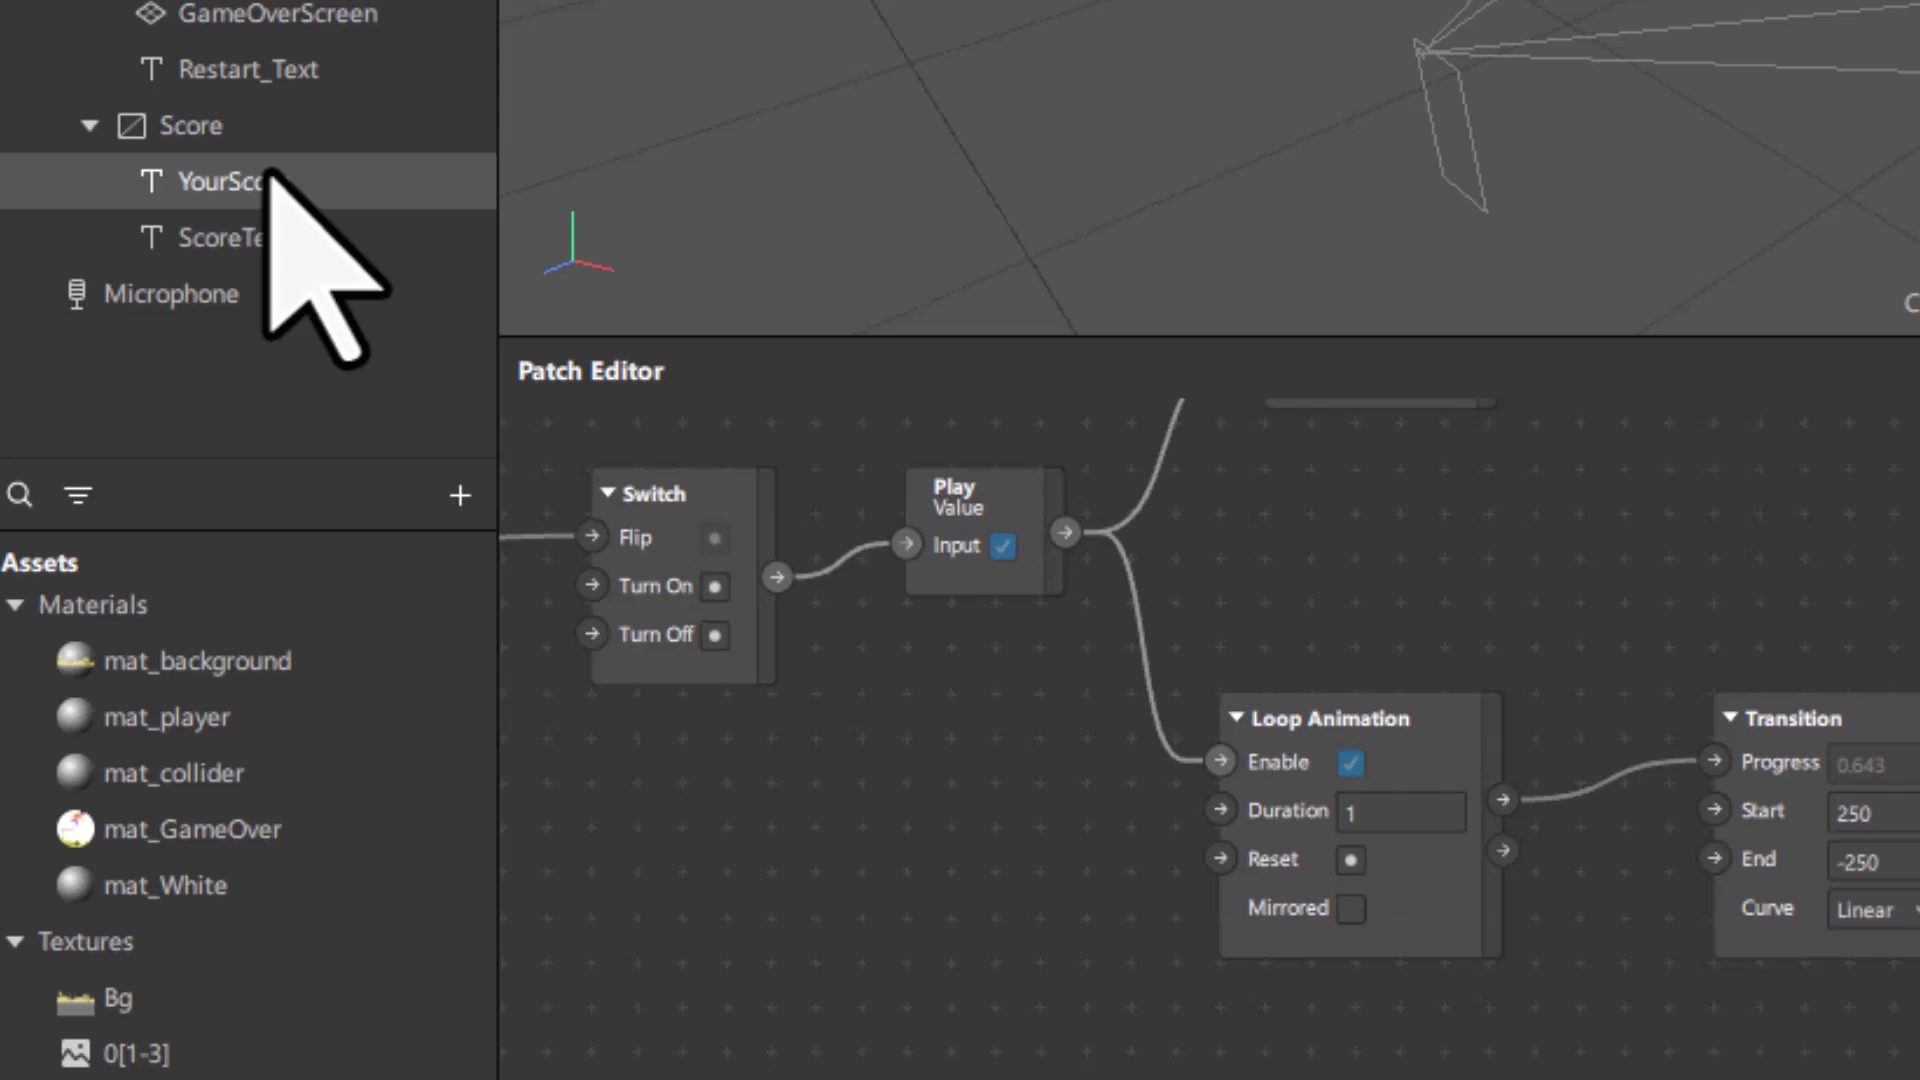 GameOverScreen
Restart_Text
Score
Microphone
Assets
Materials
mat_background
mat_player
mat_collider
mat_GameOver
mat_White
Textures
Bg
0[1-3]
Patch Editor
Switch
Flip
Turn On
Turn Off
Play
Value
Input
Loop Animation
Enable
Duration 1
Reset
Mirrored
Transition
Progress 0.643
Start 250
End -250
Curve Linear